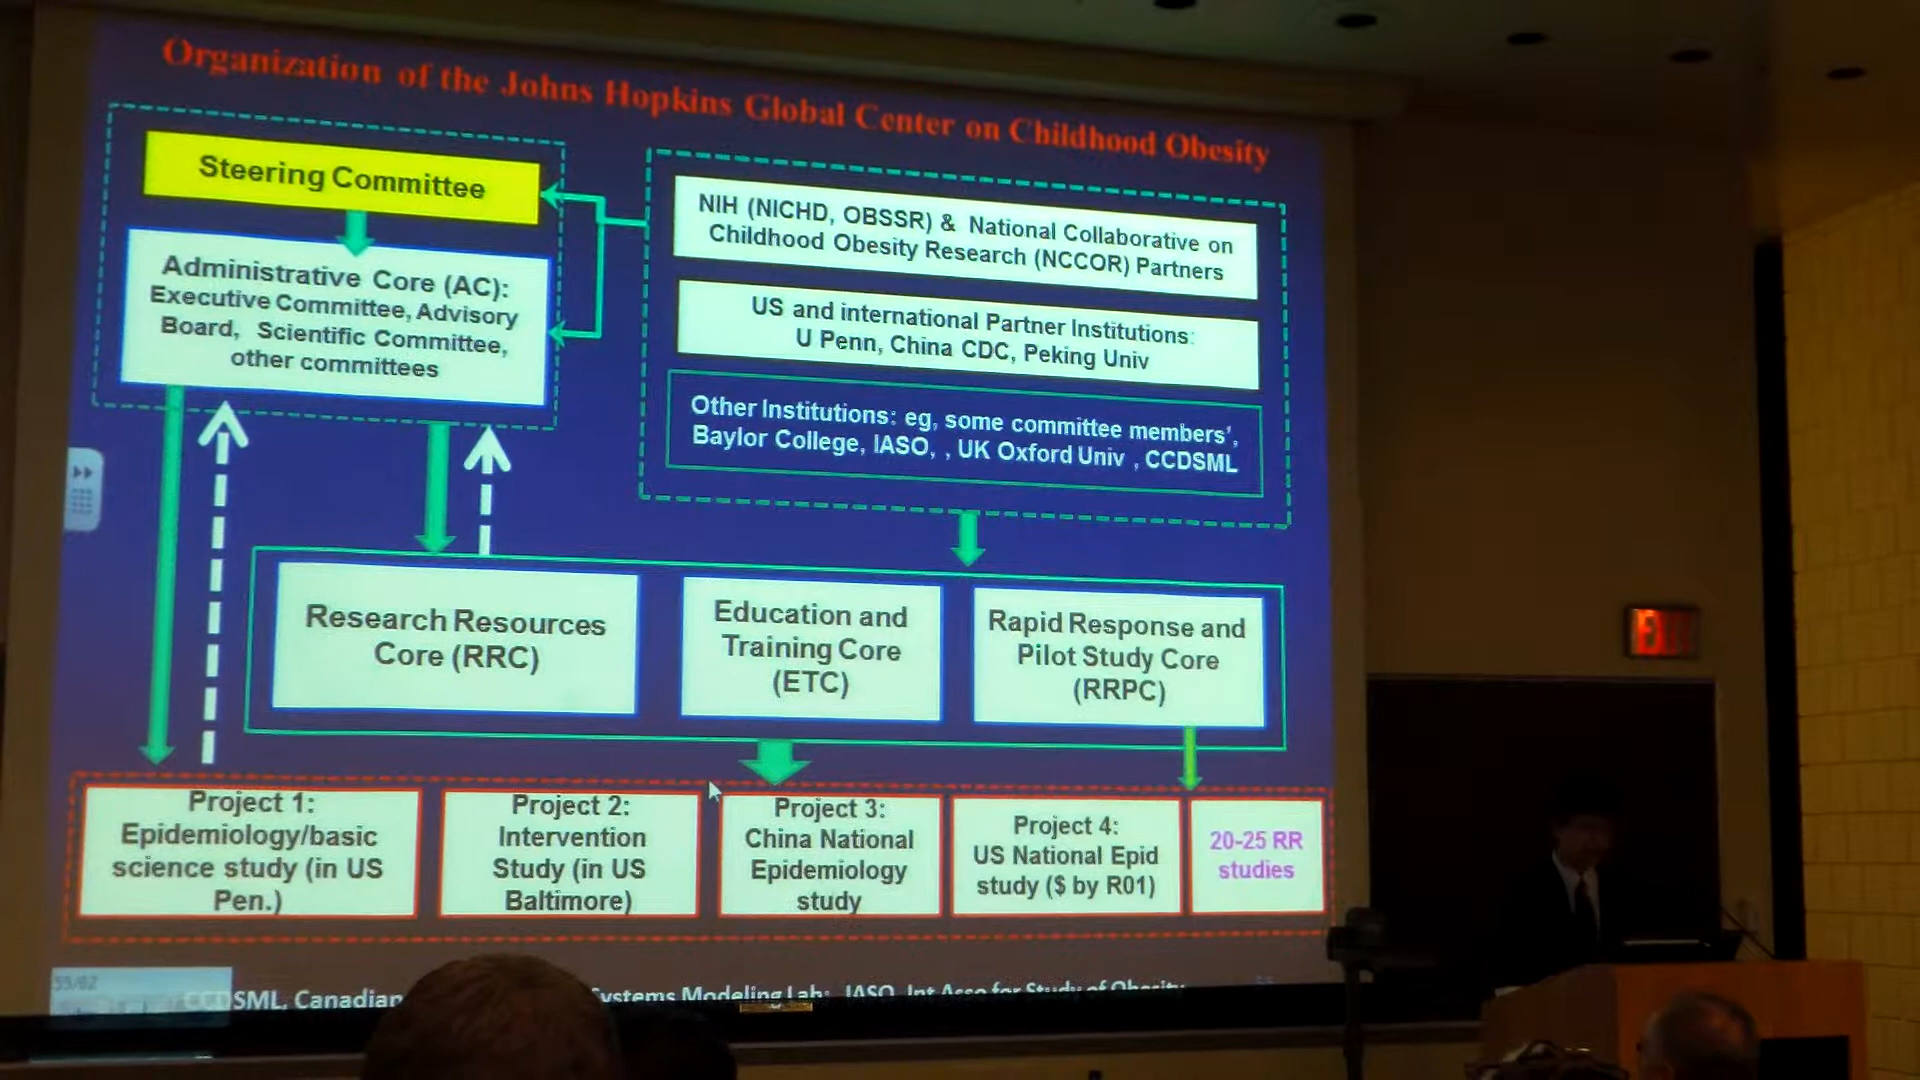 Organization of the Johns Hopkins Global Center on Childhood Obesity
Steering Committee
Administrative Core (AC):
Executive Committee, Advisory
Board, Scientific Committee,
other committees
NIH (NICHD, OBSSR) & National Collaborative on
Childhood Obesity Research (NCCOR) Partners
US and international Partner Institutions:
U Penn, China CDC, Peking Univ
Other Institutions: eg, some committee members',
Baylor College, IASO, , UK Oxford Univ , CCDSML
Research Resources
Core (RRC)
Education and
Training Core
(ETC)
Rapid Response and
Pilot Study Core
(RRPC)
Project 1:
Epidemiology/basic
science study (in US
Pen.)
Project 2:
Intervention
Study (in US
Baltimore)
Project 3:
China National
Epidemiology
study
Project 4:
US National Epid
study ($ by R01)
20-25 RR
studies
55/62
CCDSML, Canadian Systems Modeling Lab; IASO, Int Asso for Study of Obesity
55
EXIT